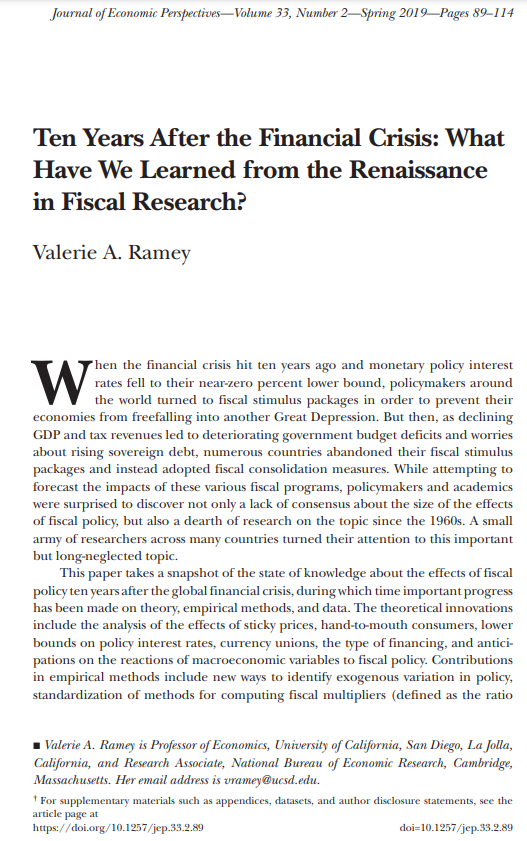 Journal of Economic Perspectives—Volume 33, Number 2—Spring 2019—Pages 89–114
Ten Years After the Financial Crisis: What
Have We Learned from the Renaissance
in Fiscal Research?
Valerie A. Ramey
When the financial crisis hit ten years ago and monetary policy interest
rates fell to their near-zero percent lower bound, policymakers around
the world turned to fiscal stimulus packages in order to prevent their
economies from freefalling into another Great Depression. But then, as declining
GDP and tax revenues led to deteriorating government budget deficits and worries
about rising sovereign debt, numerous countries abandoned their fiscal stimulus
packages and instead adopted fiscal consolidation measures. While attempting to
forecast the impacts of these various fiscal programs, policymakers and academics
were surprised to discover not only a lack of consensus about the size of the effects
of fiscal policy, but also a dearth of research on the topic since the 1960s. A small
army of researchers across many countries turned their attention to this important
but long-neglected topic.
This paper takes a snapshot of the state of knowledge about the effects of fiscal
policy ten years after the global financial crisis, during which time important progress
has been made on theory, empirical methods, and data. The theoretical innovations
include the analysis of the effects of sticky prices, hand-to-mouth consumers, lower
bounds on policy interest rates, currency unions, the type of financing, and antici-
pations on the reactions of macroeconomic variables to fiscal policy. Contributions
in empirical methods include new ways to identify exogenous variation in policy,
standardization of methods for computing fiscal multipliers (defined as the ratio
■ Valerie A. Ramey is Professor of Economics, University of California, San Diego, La Jolla,
California, and Research Associate, National Bureau of Economic Research, Cambridge,
Massachusetts. Her email address is vramey@ucsd.edu.
† For supplementary materials such as appendices, datasets, and author disclosure statements, see the
article page at
https://doi.org/10.1257/jep.33.2.89 doi=10.1257/jep.33.2.89